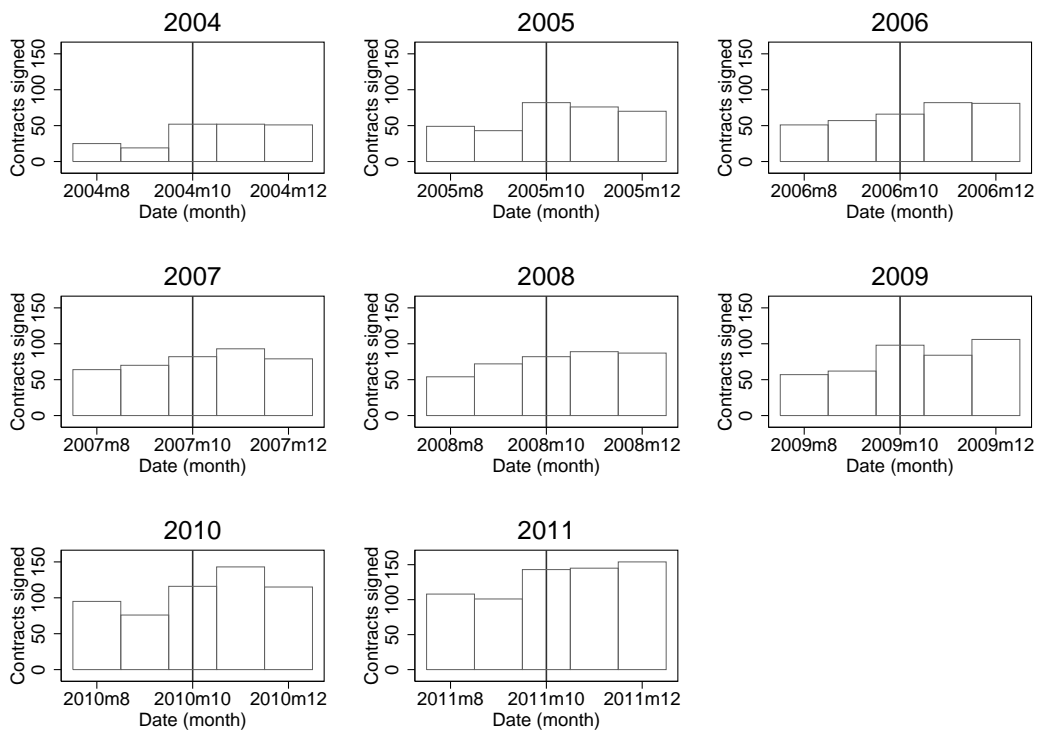 2004
Contracts signed
0 50 100 150
2004m8 2004m10 2004m12
Date (month)
2005
Contracts signed
0 50 100 150
2005m8 2005m10 2005m12
Date (month)
2006
Contracts signed
0 50 100 150
2006m8 2006m10 2006m12
Date (month)
2007
Contracts signed
0 50 100 150
2007m8 2007m10 2007m12
Date (month)
2008
Contracts signed
0 50 100 150
2008m8 2008m10 2008m12
Date (month)
2009
Contracts signed
0 50 100 150
2009m8 2009m10 2009m12
Date (month)
2010
Contracts signed
0 50 100 150
2010m8 2010m10 2010m12
Date (month)
2011
Contracts signed
0 50 100 150
2011m8 2011m10 2011m12
Date (month)